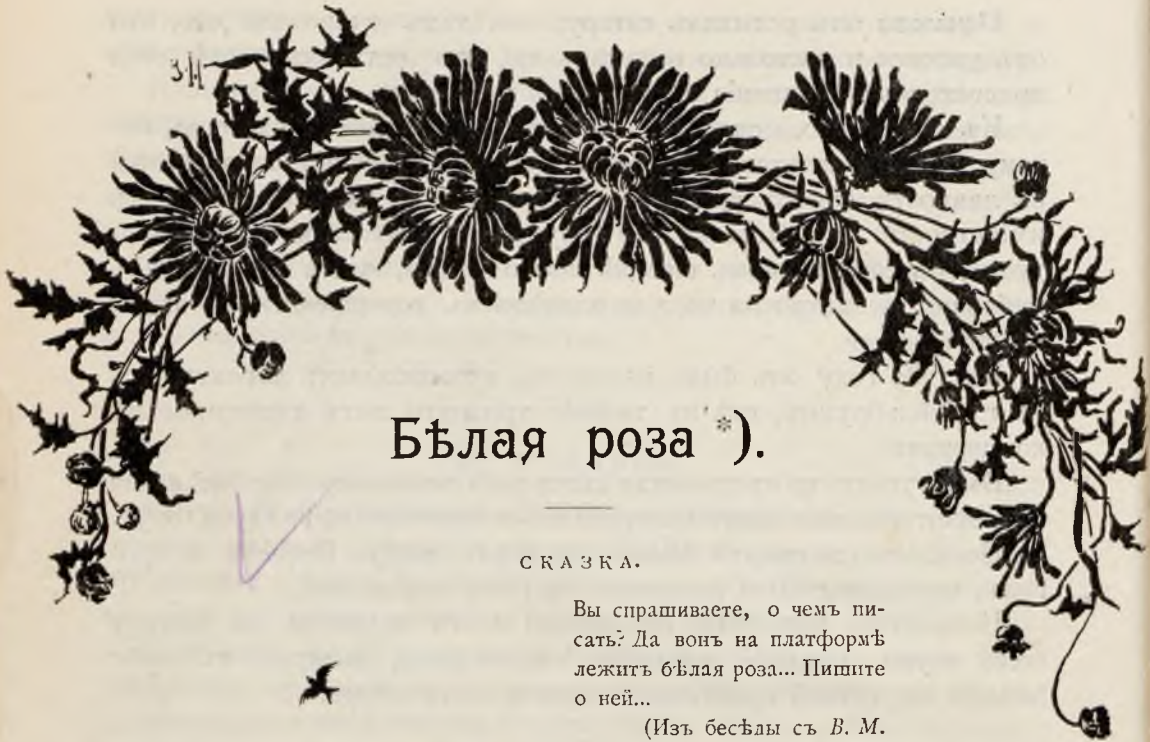 Бѣлая роза *).
СКАЗКА.
Вы спрашиваете, о чемъ пи-
сать? Да вонъ на платформѣ
лежитъ бѣлая роза... Пишите
о ней...
(Изъ бесѣды съ В. М.